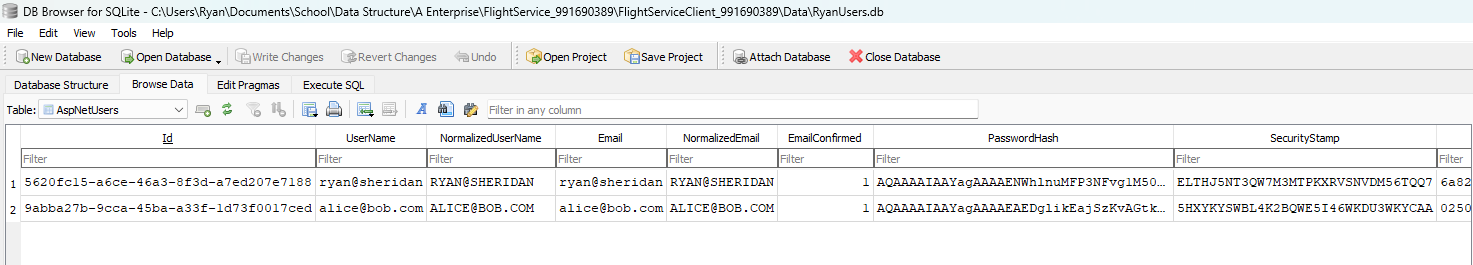 DB Browser for SQLite - C:\Users\Ryan\Documents\School\Data Structure\A Enterprise\FlightService_991690389\FlightServiceClient_991690389\Data\RyanUsers.db
File Edit View Tools Help
New Database Open Database Write Changes Revert Changes Undo Open Project Save Project Attach Database Close Database
Database Structure Browse Data Edit Pragmas Execute SQL
Table: AspNetUsers Filter in any column
Id UserName NormalizedUserName Email NormalizedEmail EmailConfirmed PasswordHash SecurityStamp
Filter Filter Filter Filter Filter Filter Filter Filter Filter
1 5620fc15-a6ce-46a3-8f3d-a7ed207e7188 ryan@sheridan RYAN@SHERIDAN ryan@sheridan RYAN@SHERIDAN 1 AQAAAAIAAYagAAAAENWhlnuMFP3NFvglM50... ELTHJ5NT3QW7M3MTPKXRVSNVDM56TQQ7 6a82
2 9abba27b-9cca-45ba-a33f-1d73f0017ced alice@bob.com ALICE@BOB.COM alice@bob.com ALICE@BOB.COM 1 AQAAAAIAAYagAAAAEAEDglikEajSzKvAGtk... 5HXYKYSWBL4K2BQWE5I46WKDU3WKYCAA 0250